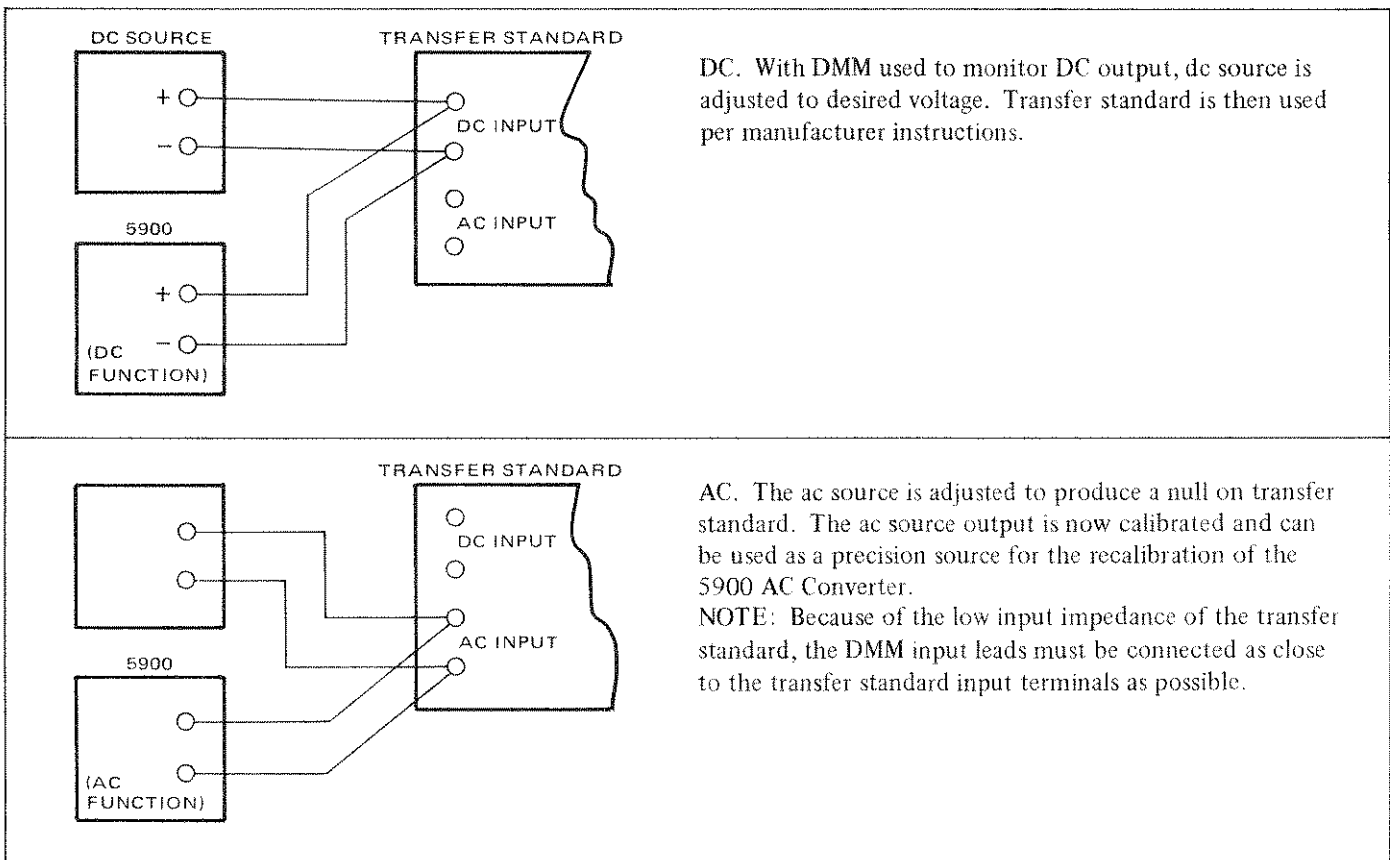 DC SOURCE
TRANSFER STANDARD
+
DC INPUT
−
AC INPUT
5900
+
−
(DC
FUNCTION)
DC. With DMM used to monitor DC output, dc source is
adjusted to desired voltage. Transfer standard is then used
per manufacturer instructions.
TRANSFER STANDARD
DC INPUT
AC INPUT
5900
(AC
FUNCTION)
AC. The ac source is adjusted to produce a null on transfer
standard. The ac source output is now calibrated and can
be used as a precision source for the recalibration of the
5900 AC Converter.
NOTE: Because of the low input impedance of the transfer
standard, the DMM input leads must be connected as close
to the transfer standard input terminals as possible.